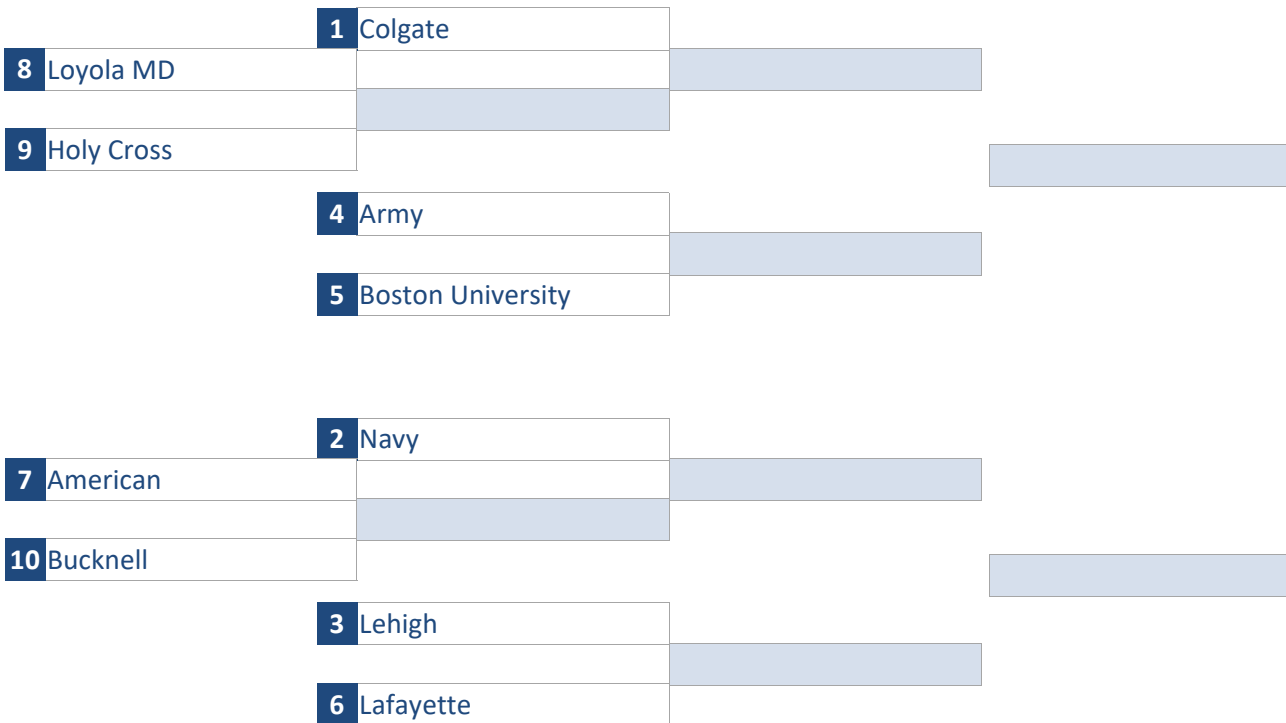 1 Colgate
8 Loyola MD
9 Holy Cross
4 Army
5 Boston University
2 Navy
7 American
10 Bucknell
3 Lehigh
6 Lafayette